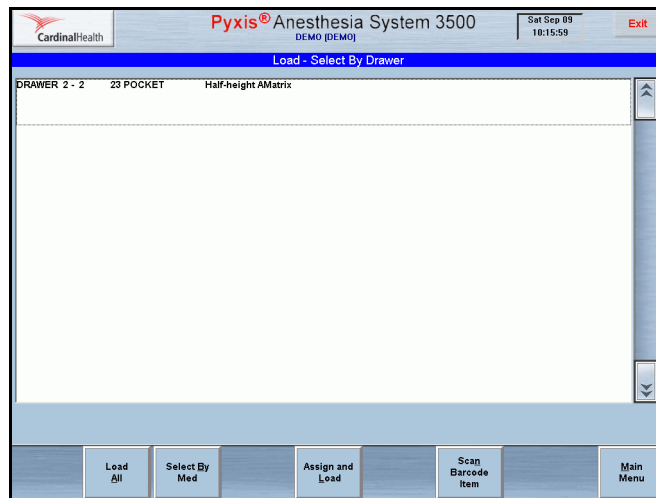 CardinalHealth
Pyxis® Anesthesia System 3500
DEMO (DEMO)
Sat Sep 09
10:15:59
Exit
Load - Select By Drawer
DRAWER 2 - 2 23 POCKET Half-height AMatrix
Load
All
Select By
Med
Assign and
Load
Scan
Barcode
Item
Main
Menu